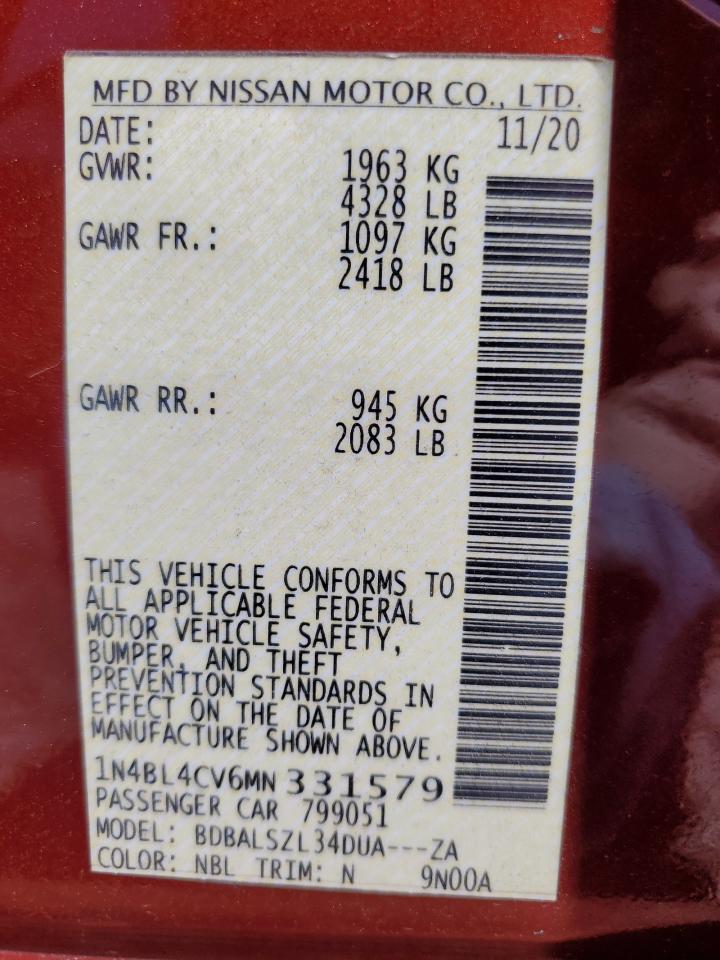 MFD BY NISSAN MOTOR CO., LTD.
DATE: 11/20
GVWR: 1963 KG
4328 LB
GAWR FR.: 1097 KG
2418 LB
GAWR RR.: 945 KG
2083 LB
THIS VEHICLE CONFORMS TO
ALL APPLICABLE FEDERAL
MOTOR VEHICLE SAFETY,
BUMPER, AND THEFT
PREVENTION STANDARDS IN
EFFECT ON THE DATE OF
MANUFACTURE SHOWN ABOVE.
1N4BL4CV6MN 331579
PASSENGER CAR 799051
MODEL: BDBALSZL34DUA---ZA
COLOR: NBL TRIM: N 9N00A